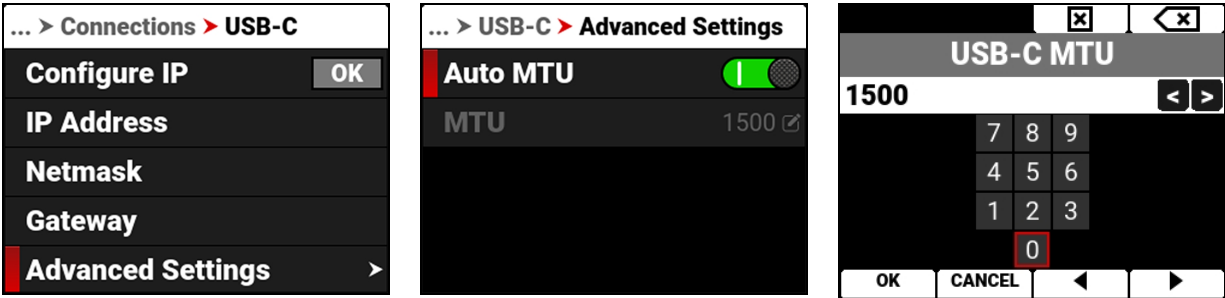 ... > Connections > USB-C
Configure IP OK
IP Address
Netmask
Gateway
Advanced Settings >
... > USB-C > Advanced Settings
Auto MTU
MTU 1500
USB-C MTU
1500 < >
7 8 9
4 5 6
1 2 3
0
OK CANCEL